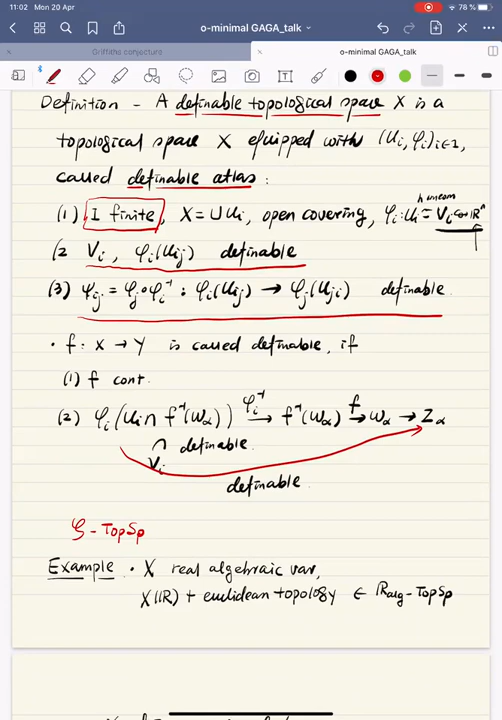 11:02 Mon 20 Apr
78 %
o-minimal GAGA_talk
Griffiths conjecture
o-minimal GAGA_talk
Definition - A definable topological space X is a
topological space X equipped with (Ui, φi)i∈I,
called definable atlas:
(1) I finite, X = ∪Ui, open covering, φi: Ui ≅ Vi ⊂ ℝⁿ
homeom
(2 Vi, φi(Uij) definable
(3) φij = φj∘φi⁻¹ : φi(Uij) → φj(Uji) definable.
• f: X → Y is called definable, if
(1) f cont.
(2) φi(Ui∩ f⁻¹(Wα)) φi⁻¹→ f⁻¹(Wα) f→ Wα → Zα
∩ definable.
Vi
definable
S-TopSp
Example • X real algebraic var,
X(ℝ) + euclidean topology ∈ ℝalg-TopSp